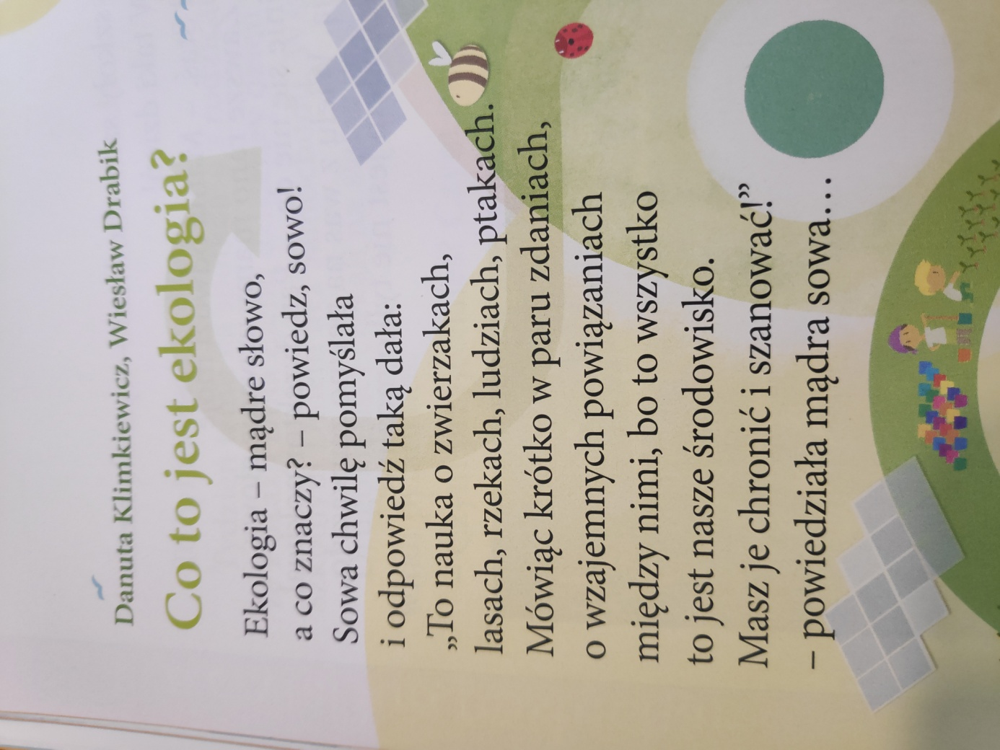 Danuta Klimkiewicz, Wiesław Drabik
Co to jest ekologia?
Ekologia – mądre słowo,
a co znaczy? – powiedz, sowo!
Sowa chwilę pomyślała
i odpowiedź taką dała:
„To nauka o zwierzakach,
lasach, rzekach, ludziach, ptakach.
Mówiąc krótko w paru zdaniach,
o wzajemnych powiązaniach
między nimi, bo to wszystko
to jest nasze środowisko.
Masz je chronić i szanować!”
– powiedziała mądra sowa…